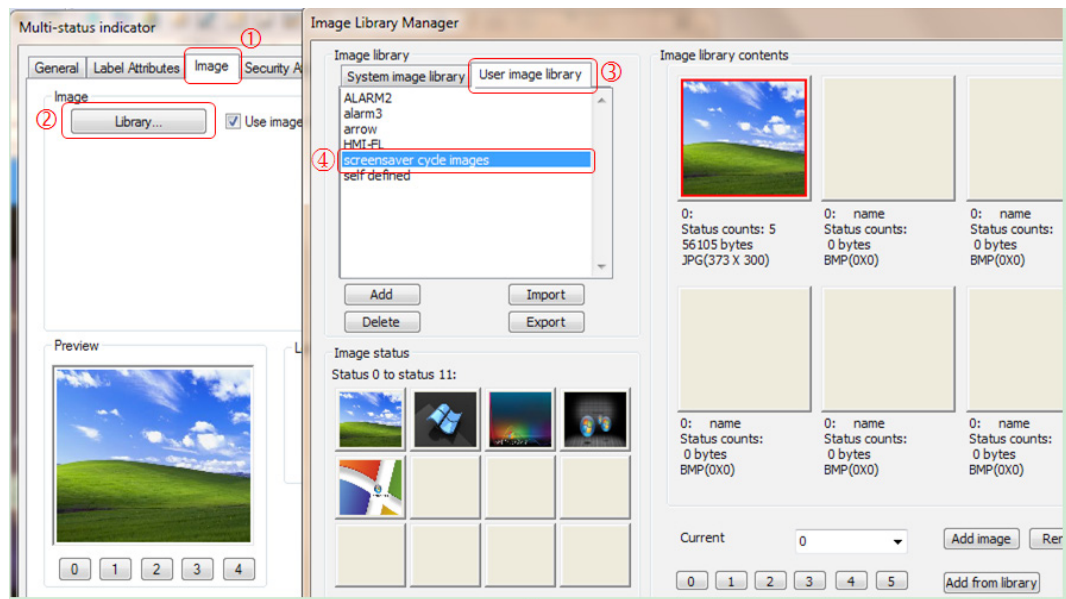 Multi-status indicator
①
General Label Attributes Image Security A
Image
② Library... Use image
Preview
L
0 1 2 3 4
Image Library Manager
Image library
System image library User image library ③
ALARM2
alarm3
arrow
HMI-FL
④ screensaver cycle images
self defined
Add Import
Delete Export
Image status
Status 0 to status 11:
Image library contents
0:
Status counts: 5
56105 bytes
JPG(373 X 300)
0: name
Status counts:
0 bytes
BMP(0X0)
0: name
Status counts:
0 bytes
BMP(0X0)
0: name
Status counts:
0 bytes
BMP(0X0)
0: name
Status counts:
0 bytes
BMP(0X0)
0: name
Status counts:
0 bytes
BMP(0X0)
Current 0 Add image Rer
0 1 2 3 4 5 Add from library